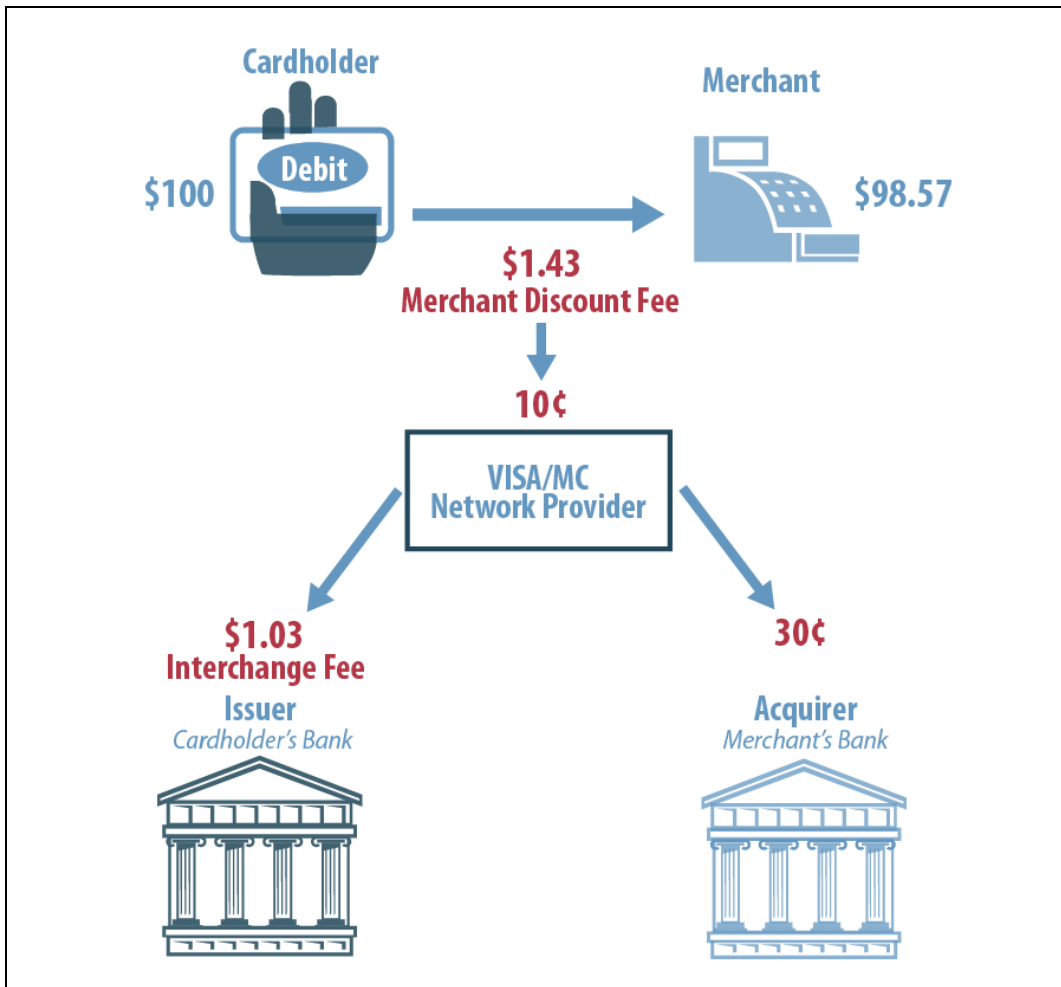 Cardholder
Merchant
Debit
$100
$98.57
$1.43
Merchant Discount Fee
10¢
VISA/MC
Network Provider
$1.03
Interchange Fee
Issuer
Cardholder's Bank
30¢
Acquirer
Merchant's Bank